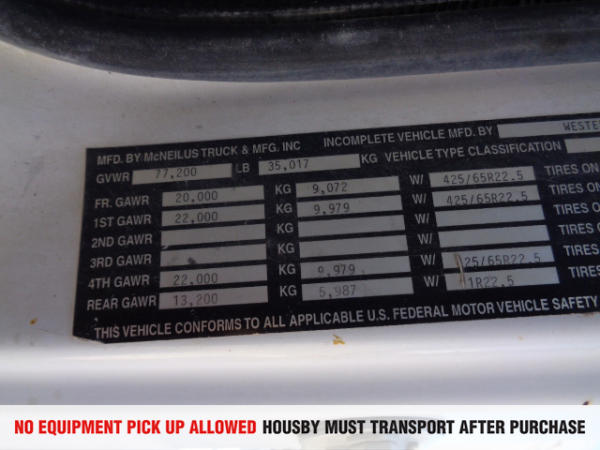 MFD. BY McNEILUS TRUCK & MFG. INC INCOMPLETE VEHICLE MFD. BY WESTE
GVWR 77,200 LB 35,017 KG VEHICLE TYPE CLASSIFICATION
FR. GAWR 20,000 KG 9,072 W/ 425/65R22.5 TIRES ON
1ST GAWR 22,000 KG 9,979 W/ 425/65R22.5 TIRES ON
2ND GAWR KG W/ TIRES ON
3RD GAWR KG W/ TIRES O
4TH GAWR 22,000 KG 9,979 W/ 25/65R22.5 TIRES O
REAR GAWR 13,200 KG 5,987 W/ 1R22.5 TIRES
THIS VEHICLE CONFORMS TO ALL APPLICABLE U.S. FEDERAL MOTOR VEHICLE SAFETY
NO EQUIPMENT PICK UP ALLOWED HOUSBY MUST TRANSPORT AFTER PURCHASE